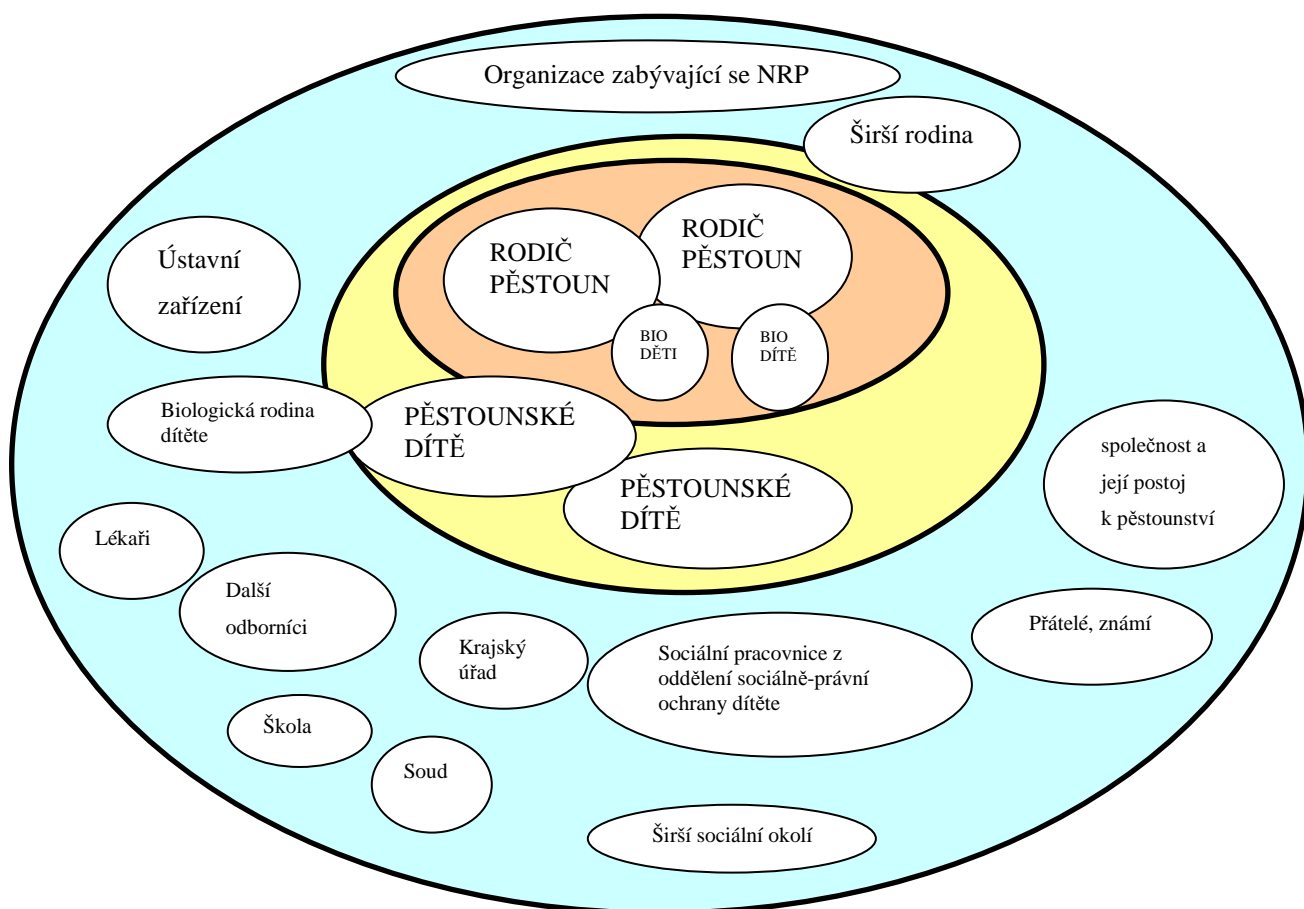 Organizace zabývající se NRP
Širší rodina
RODIČ
PĚSTOUN
RODIČ
PĚSTOUN
Ústavní
zařízení
BIO
DĚTI
BIO
DÍTĚ
Biologická rodina
dítěte
PĚSTOUNSKÉ
DÍTĚ
PĚSTOUNSKÉ
DÍTĚ
společnost a
její postoj
k pěstounství
Lékaři
Další
odborníci
Krajský
úřad
Sociální pracovnice z
oddělení sociálně-právní
ochrany dítěte
Přátelé, známí
Škola
Soud
Širší sociální okolí